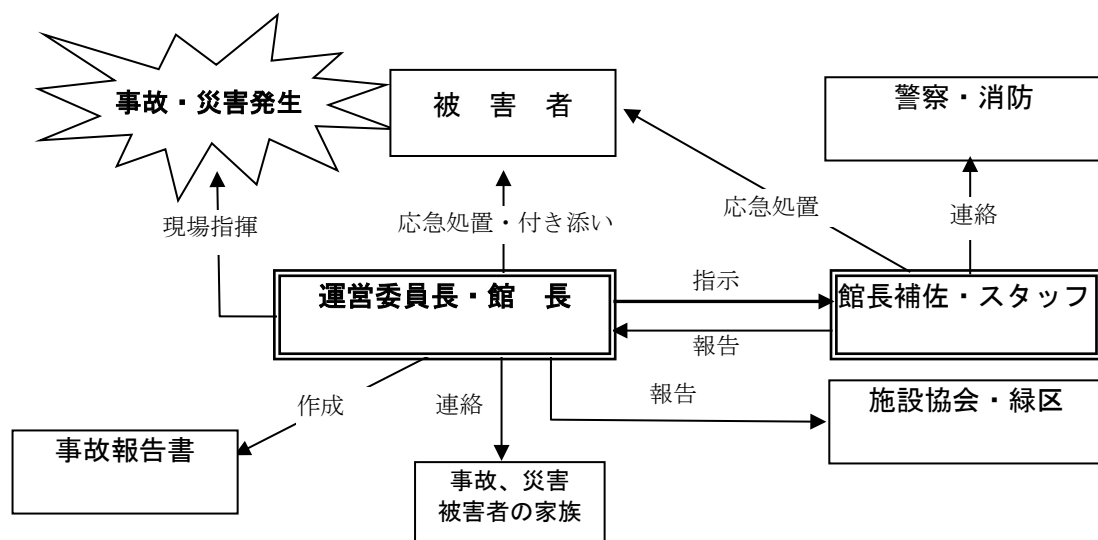 事故・災害発生
被　害　者
警察・消防
現場指揮
応急処置・付き添い
応急処置
連絡
運営委員長・館　長
指示
報告
館長補佐・スタッフ
作成
連絡
報告
施設協会・緑区
事故報告書
事故、災害
被害者の家族